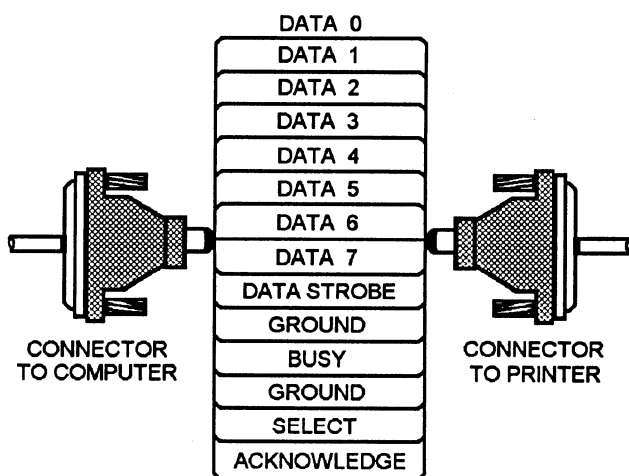 DATA 0
DATA 1
DATA 2
DATA 3
DATA 4
DATA 5
DATA 6
DATA 7
DATA STROBE
GROUND
BUSY
GROUND
SELECT
ACKNOWLEDGE
CONNECTOR
TO COMPUTER
CONNECTOR
TO PRINTER